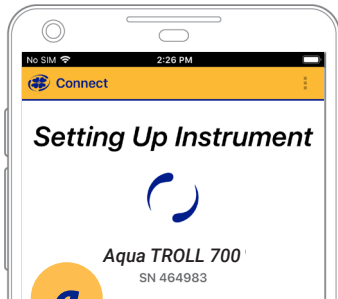 No SIM 2:26 PM
Connect
Setting Up Instrument
Aqua TROLL 700
SN 464983